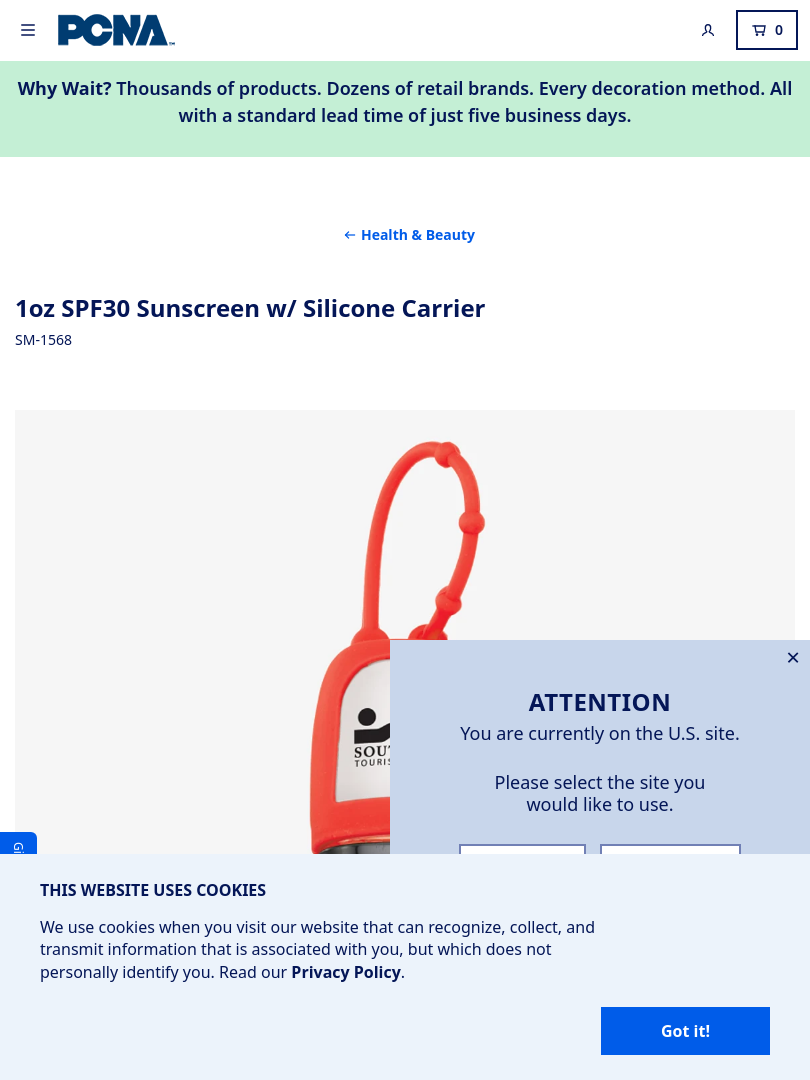 PCNA
0
Why Wait? Thousands of products. Dozens of retail brands. Every decoration method. All
with a standard lead time of just five business days.
← Health & Beauty
1oz SPF30 Sunscreen w/ Silicone Carrier
SM-1568
ATTENTION
You are currently on the U.S. site.
Please select the site you
would like to use.
THIS WEBSITE USES COOKIES
We use cookies when you visit our website that can recognize, collect, and
transmit information that is associated with you, but which does not
personally identify you. Read our Privacy Policy.
Got it!